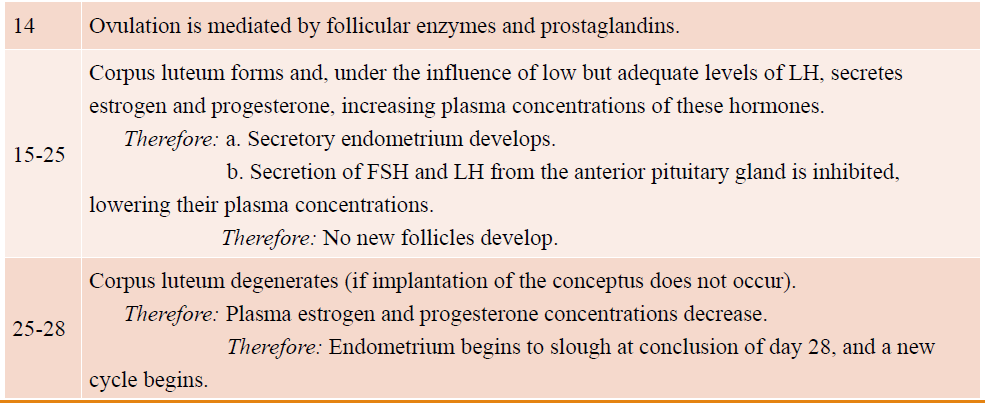 14
Ovulation is mediated by follicular enzymes and prostaglandins.
15-25
Corpus luteum forms and, under the influence of low but adequate levels of LH, secretes
estrogen and progesterone, increasing plasma concentrations of these hormones.
Therefore: a. Secretory endometrium develops.
b. Secretion of FSH and LH from the anterior pituitary gland is inhibited,
lowering their plasma concentrations.
Therefore: No new follicles develop.
25-28
Corpus luteum degenerates (if implantation of the conceptus does not occur).
Therefore: Plasma estrogen and progesterone concentrations decrease.
Therefore: Endometrium begins to slough at conclusion of day 28, and a new
cycle begins.